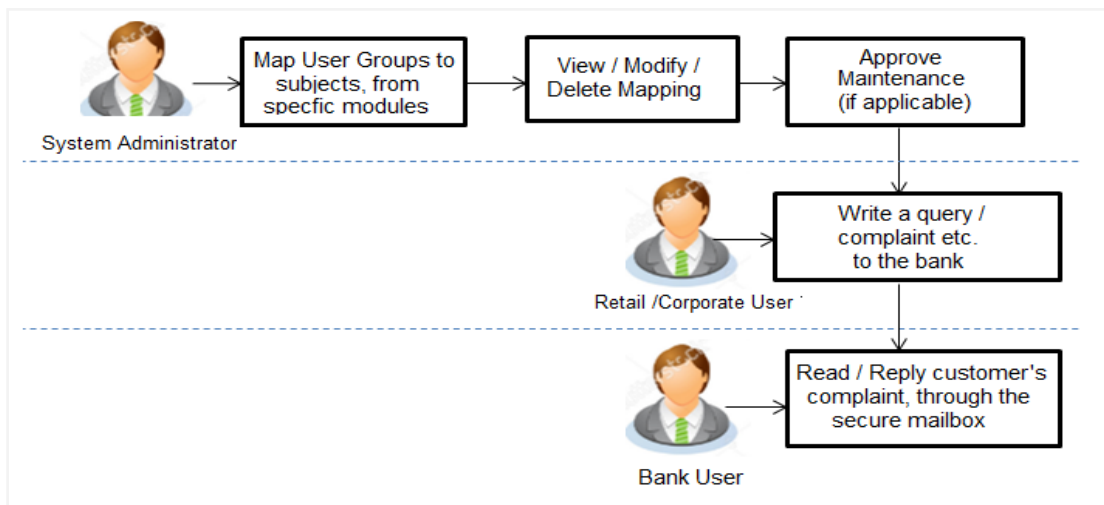 Map User Groups to
subjects, from
specfic modules
View / Modify /
Delete Mapping
Approve
Maintenance
(if applicable)
System Administrator
Write a query /
complaint etc.
to the bank
Retail /Corporate User
Read / Reply customer's
complaint, through the
secure mailbox
Bank User